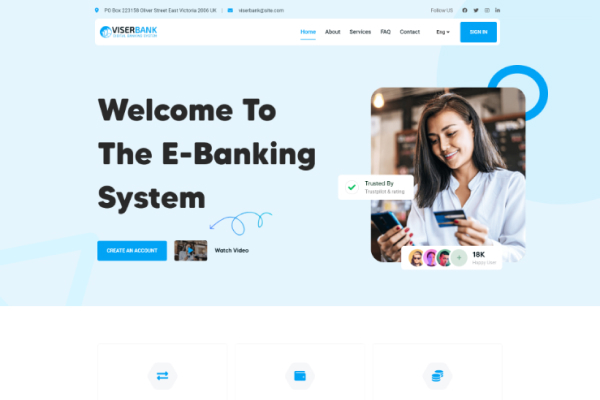 PO Box 223158 Oliver Street East Victoria 2006 UK
viserbank@site.com
Follow US
VISERBANK
DIGITAL BANKING SYSTEM
Home
About
Services
FAQ
Contact
Eng
SIGN IN
Welcome To
The E-Banking
System
Trusted By
Trustpilot & rating
CREATE AN ACCOUNT
Watch Video
18K
Happy User